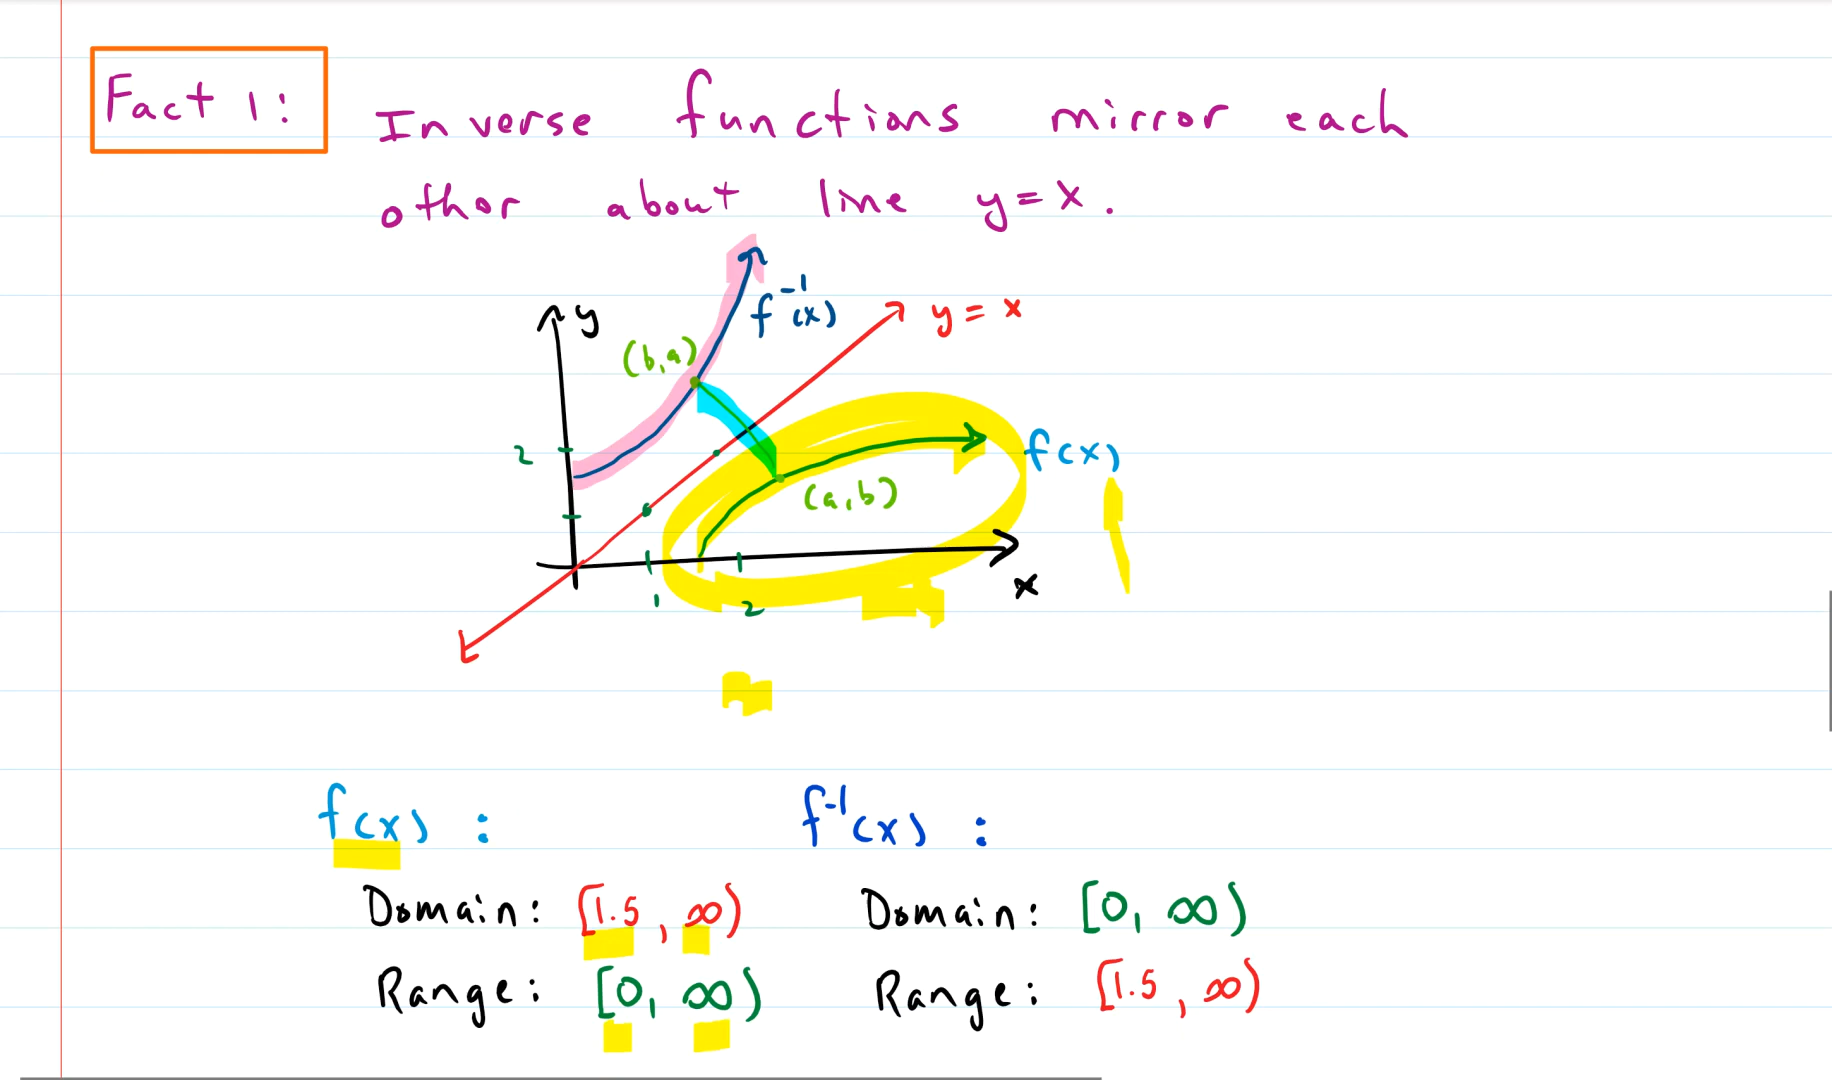 Fact 1: Inverse functions mirror each
other about line y=x.
f⁻¹(x)
y
y = x
(b,a)
2
f(x)
(a,b)
x
1
2
f(x) :
f⁻¹(x) :
Domain: [1.5, ∞)
Domain: [0, ∞)
Range: [0, ∞)
Range: [1.5, ∞)